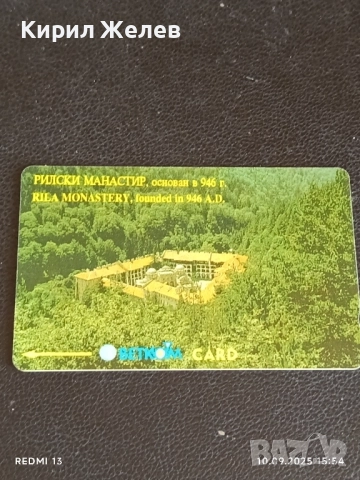 Кирил Желев
РИЛСКИ МАНАСТИР, основан в 946 г.
RILA MONASTERY, founded in 946 A.D.
BETKOM CARD
REDMI 13
10.09.2025 15:54
BAZAR